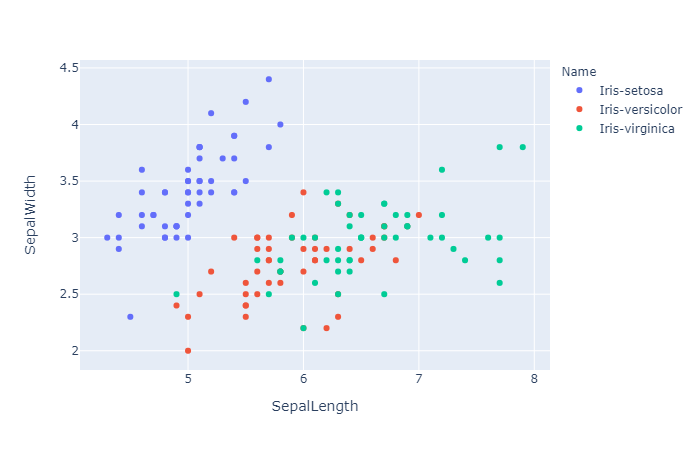 Name
Iris-setosa
Iris-versicolor
Iris-virginica
4.5
4
3.5
3
2.5
2
SepalWidth
5
6
7
8
SepalLength